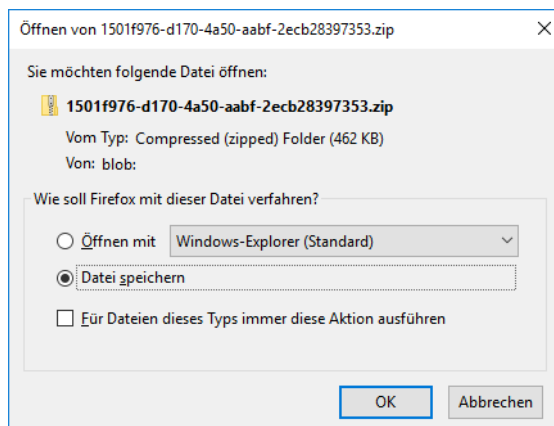 Öffnen von 1501f976-d170-4a50-aabf-2ecb28397353.zip
Sie möchten folgende Datei öffnen:
1501f976-d170-4a50-aabf-2ecb28397353.zip
Vom Typ: Compressed (zipped) Folder (462 KB)
Von: blob:
Wie soll Firefox mit dieser Datei verfahren?
Öffnen mit Windows-Explorer (Standard)
Datei speichern
Für Dateien dieses Typs immer diese Aktion ausführen
OK Abbrechen